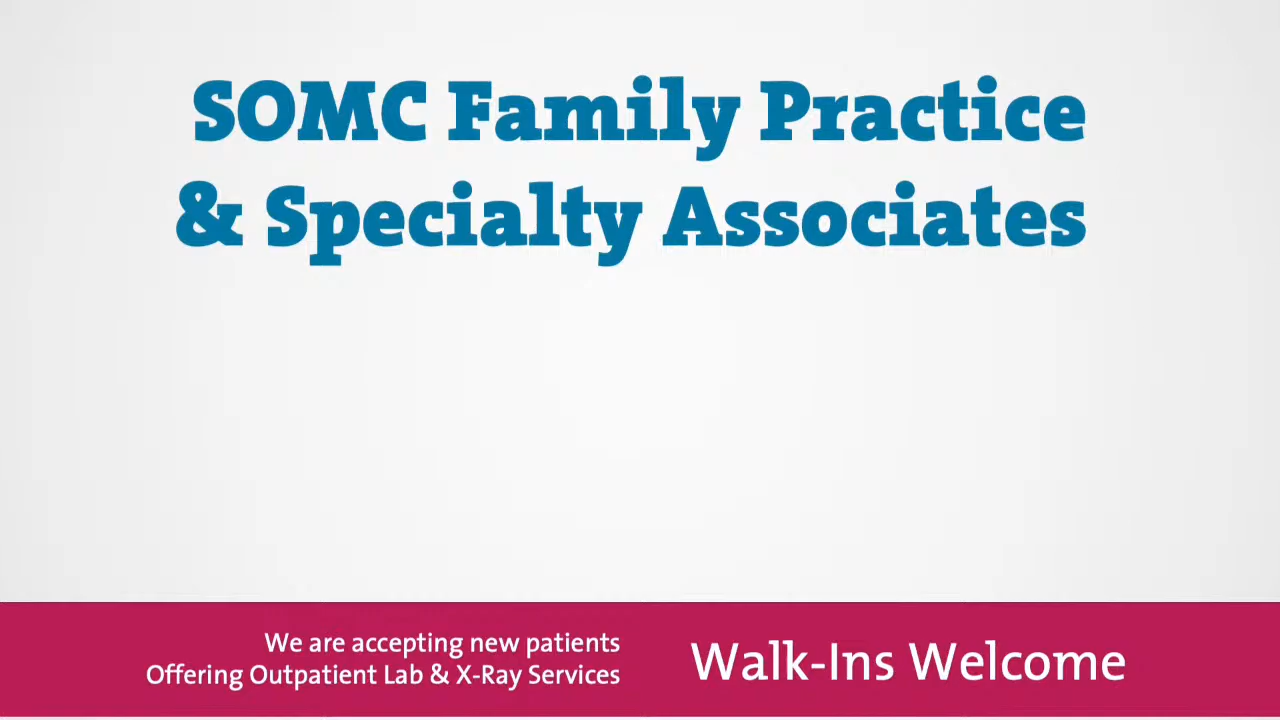 SOMC Family Practice
& Specialty Associates
We are accepting new patients
Offering Outpatient Lab & X-Ray Services
Walk-Ins Welcome